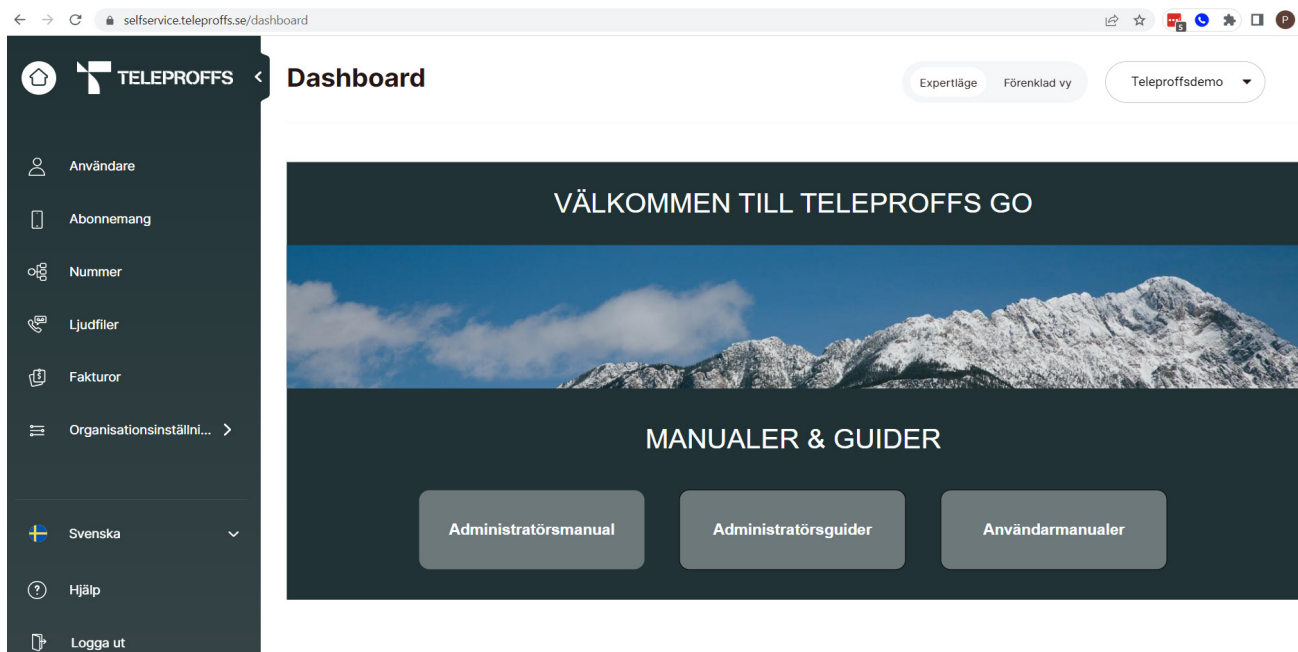 selfservice.teleproffs.se/dashboard
5
P
TELEPROFFS
Dashboard
Expertläge
Förenklad vy
Teleproffsdemo
Användare
Abonnemang
Nummer
Ljudfiler
Fakturor
Organisationsinställni...
Svenska
Hjälp
Logga ut
VÄLKOMMEN TILL TELEPROFFS GO
MANUALER & GUIDER
Administratörsmanual
Administratörsguider
Användarmanualer